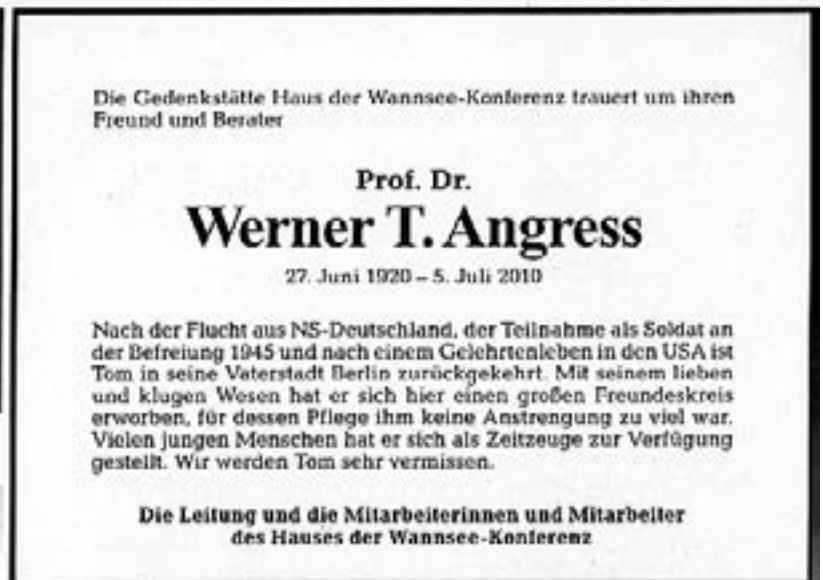 Die Gedenkstätte Haus der Wannsee-Konferenz trauert um ihren
Freund und Berater
Prof. Dr.
Werner T. Angress
27. Juni 1920 – 5. Juli 2010
Nach der Flucht aus NS-Deutschland, der Teilnahme als Soldat an
der Befreiung 1945 und nach einem Gelehrtenleben in den USA ist
Tom in seine Vaterstadt Berlin zurückgekehrt. Mit seinem lieben
und klugen Wesen hat er sich hier einen großen Freundeskreis
erworben, für dessen Pflege ihm keine Anstrengung zu viel war.
Vielen jungen Menschen hat er sich als Zeitzeuge zur Verfügung
gestellt. Wir werden Tom sehr vermissen.
Die Leitung und die Mitarbeiterinnen und Mitarbeiter
des Hauses der Wannsee-Konferenz